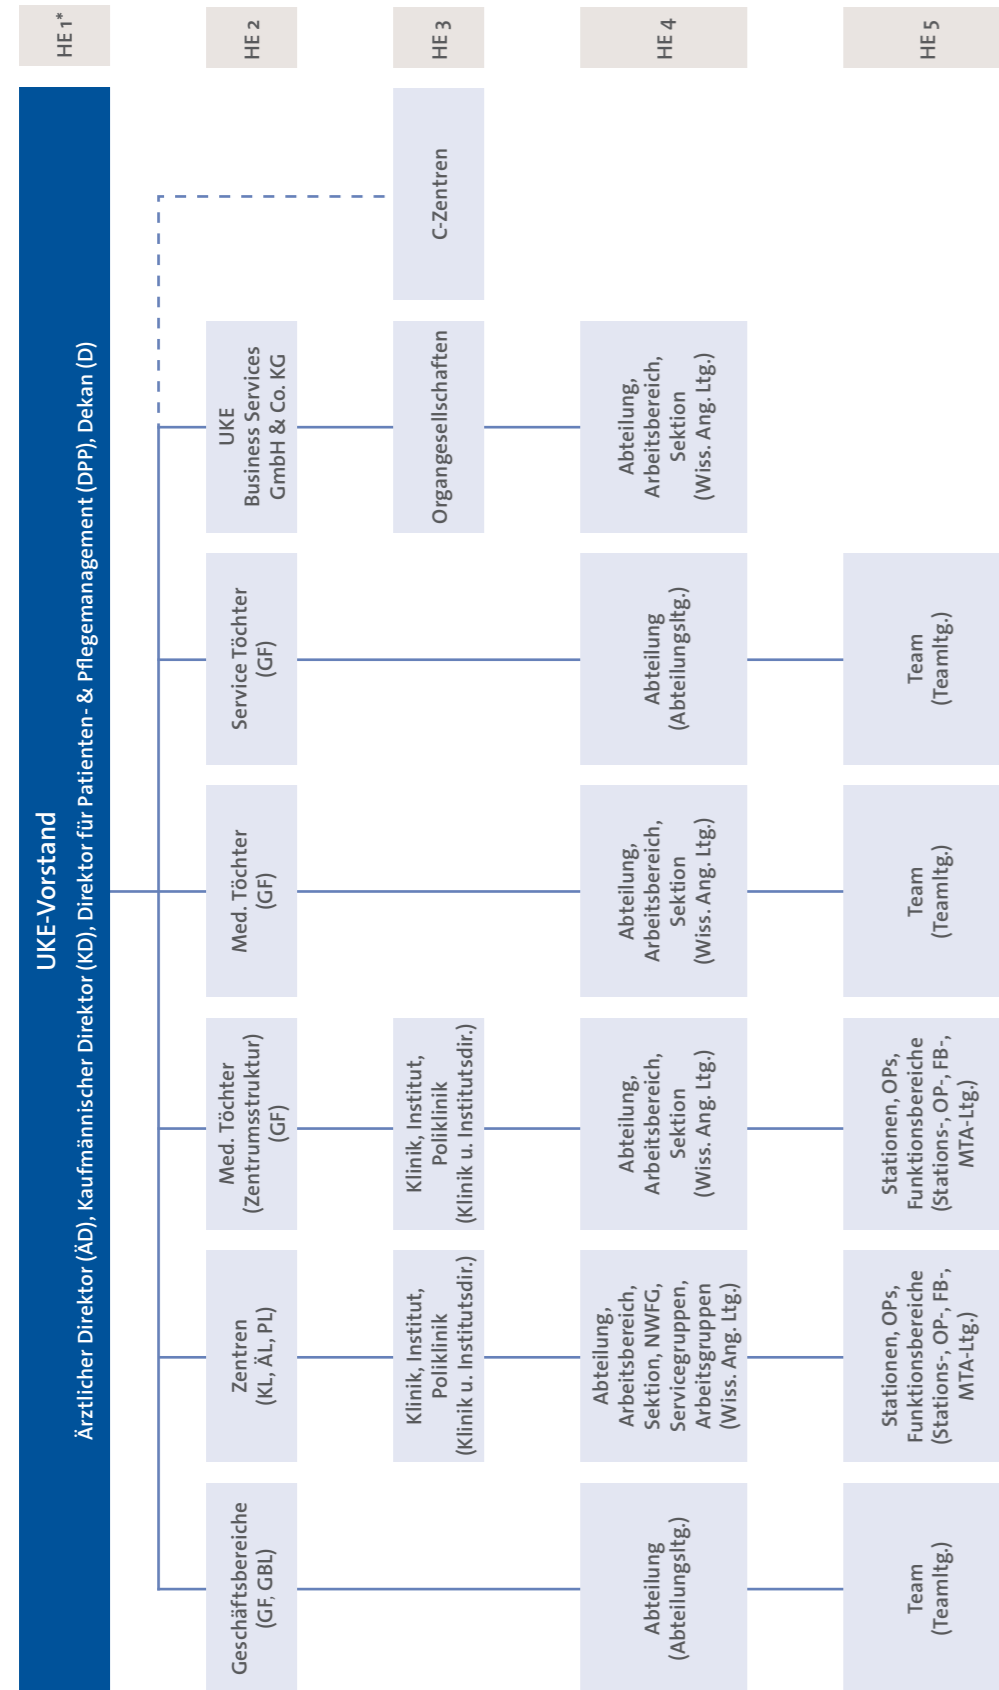 UKE-Vorstand
Ärztlicher Direktor (ÄD), Kaufmännischer Direktor (KD), Direktor für Patienten- & Pflegemanagement (DPP), Dekan (D)
HE 1*
Geschäftsbereiche
(GF, GBL)
Zentren
(KL, ÄL, PL)
Med. Töchter
(Zentrumsstruktur)
(GF)
Med. Töchter
(GF)
Service Töchter
(GF)
UKE
Business Services
GmbH & Co. KG
HE 2
Klinik, Institut,
Poliklinik
(Klinik u. Institutsdir.)
Klinik, Institut,
Poliklinik
(Klinik u. Institutsdir.)
Organgesellschaften
C-Zentren
HE 3
Abteilung
(Abteilungsltg.)
Abteilung,
Arbeitsbereich,
Sektion, NWFG,
Servicegruppen,
Arbeitsgruppen
(Wiss. Ang. Ltg.)
Abteilung,
Arbeitsbereich,
Sektion
(Wiss. Ang. Ltg.)
Abteilung,
Arbeitsbereich,
Sektion
(Wiss. Ang. Ltg.)
Abteilung
(Abteilungsltg.)
Abteilung,
Arbeitsbereich,
Sektion
(Wiss. Ang. Ltg.)
HE 4
Team
(Teamltg.)
Stationen, OPs,
Funktionsbereiche
(Stations-, OP-, FB-,
MTA-Ltg.)
Stationen, OPs,
Funktionsbereiche
(Stations-, OP-, FB-,
MTA-Ltg.)
Team
(Teamltg.)
Team
(Teamltg.)
HE 5